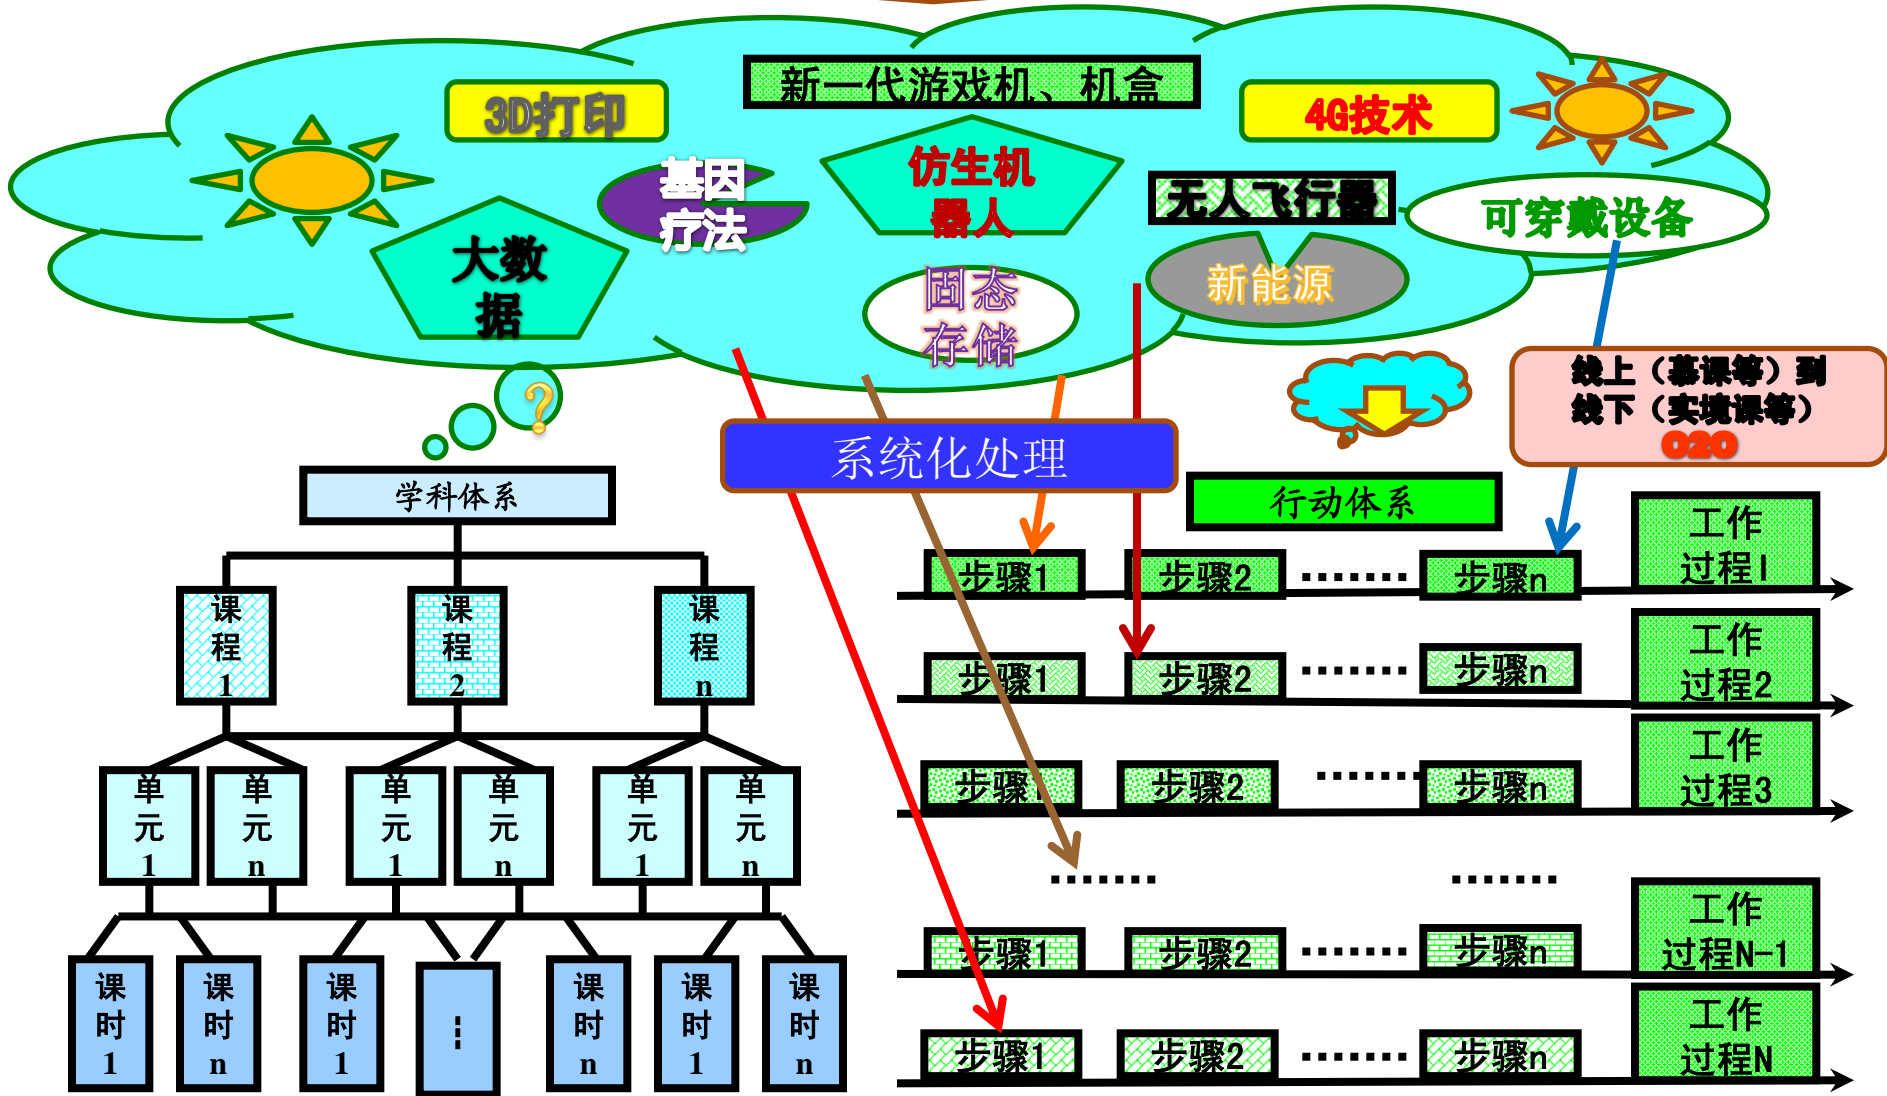 新一代游戏机、机盒
3D打印
4G技术
基因
疗法
仿生机
器人
无人飞行器
可穿戴设备
大数
据
固态
存储
新能源
?
线上（慕课等）到
线下（实境课等）
O2O
系统化处理
学科体系
行动体系
课
程
1
课
程
2
课
程
n
单
元
1
单
元
n
单
元
1
单
元
n
单
元
1
单
元
n
课
时
1
课
时
n
课
时
1
┇
课
时
n
课
时
1
课
时
n
步骤1 步骤2 ······· 步骤n
工作
过程1
步骤1 步骤2 ······· 步骤n
工作
过程2
步骤1 步骤2 ······· 步骤n
工作
过程3
······· ·······
步骤1 步骤2 ······· 步骤n
工作
过程N-1
步骤1 步骤2 ······· 步骤n
工作
过程N